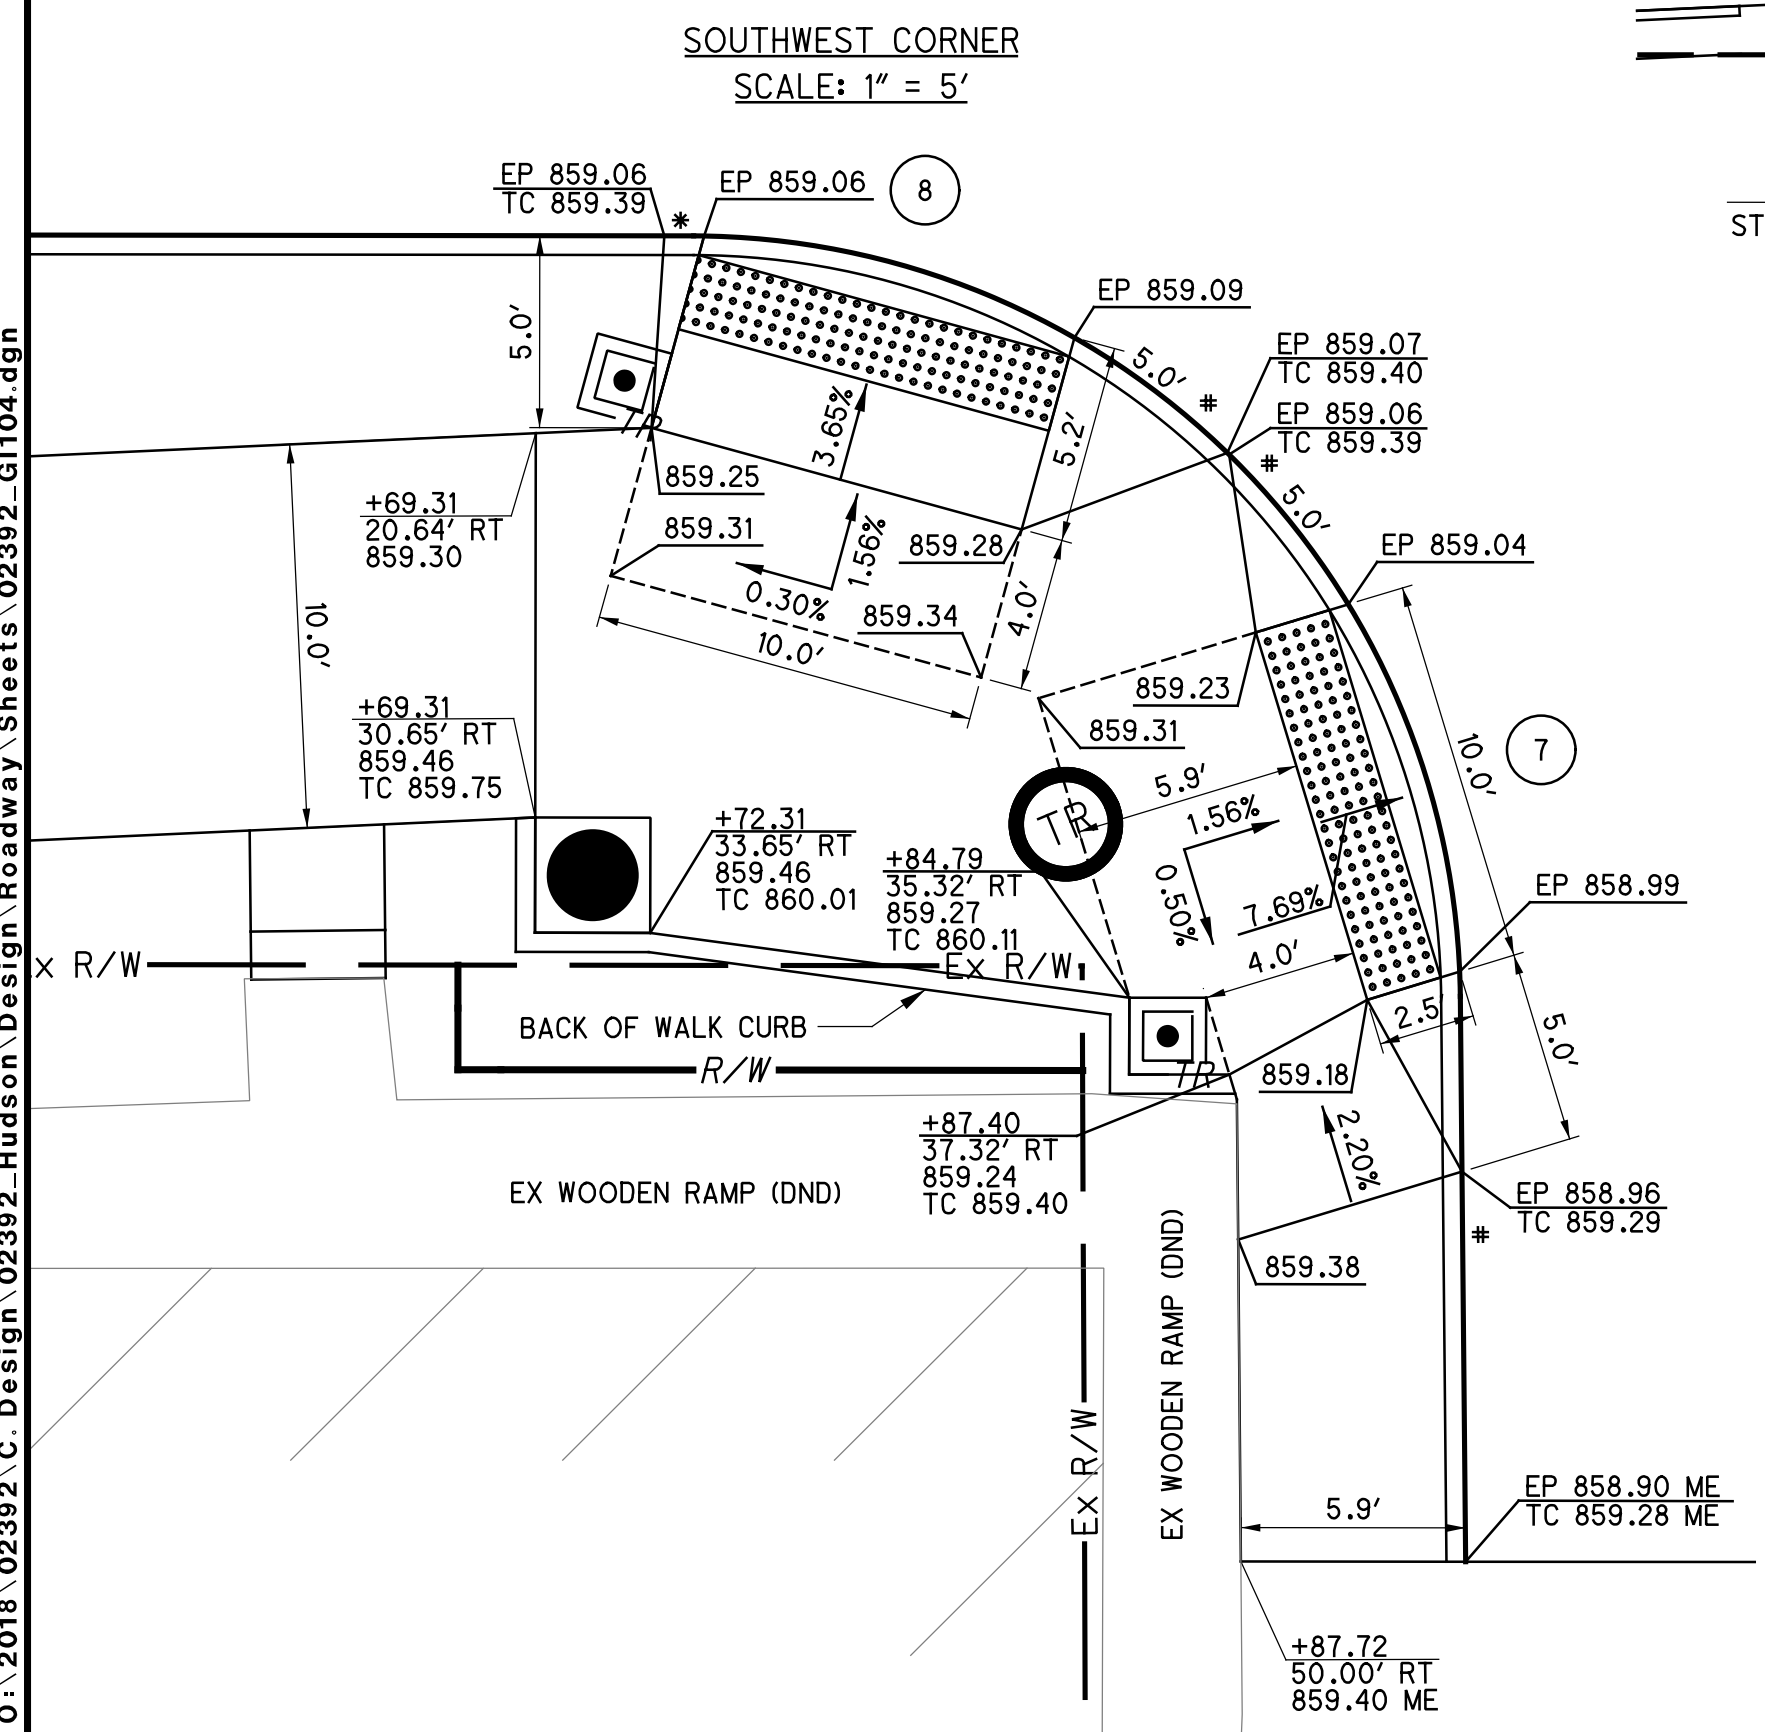 SOUTHWEST CORNER
SCALE: 1" = 5'
ST
EP 859.06
TC 859.39
*
EP 859.06
8
EP 859.09
5.0'
#
EP 859.07
TC 859.40
EP 859.06
TC 859.39
#
5.0'
EP 859.04
5.0'
TR
3.65%
5.2'
859.25
859.31
+69.31
20.64' RT
859.30
1.56%
859.28
0.30%
859.34
4.0'
10.0'
10.0'
859.23
859.31
+69.31
30.65' RT
859.46
TC 859.75
7
10.0'
5.9'
TR
1.56%
0.50%
7.69%
4.0'
+72.31
33.65' RT
859.46
TC 860.01
+84.79
35.32' RT
859.27
TC 860.11
EP 858.99
x R/W
Ex R/W
BACK OF WALK CURB
R/W
TR
2.5'
859.18
5.0'
2.20%
+87.40
37.32' RT
859.24
TC 859.40
EX WOODEN RAMP (DND)
EP 858.96
TC 859.29
#
859.38
EX WOODEN RAMP (DND)
Ex R/W
5.9'
EP 858.90 ME
TC 859.28 ME
+87.72
50.00' RT
859.40 ME
O:\2018\02392\C. Design\02392_Hudson\Design\Roadway\Sheets\02392_GI104.dgn